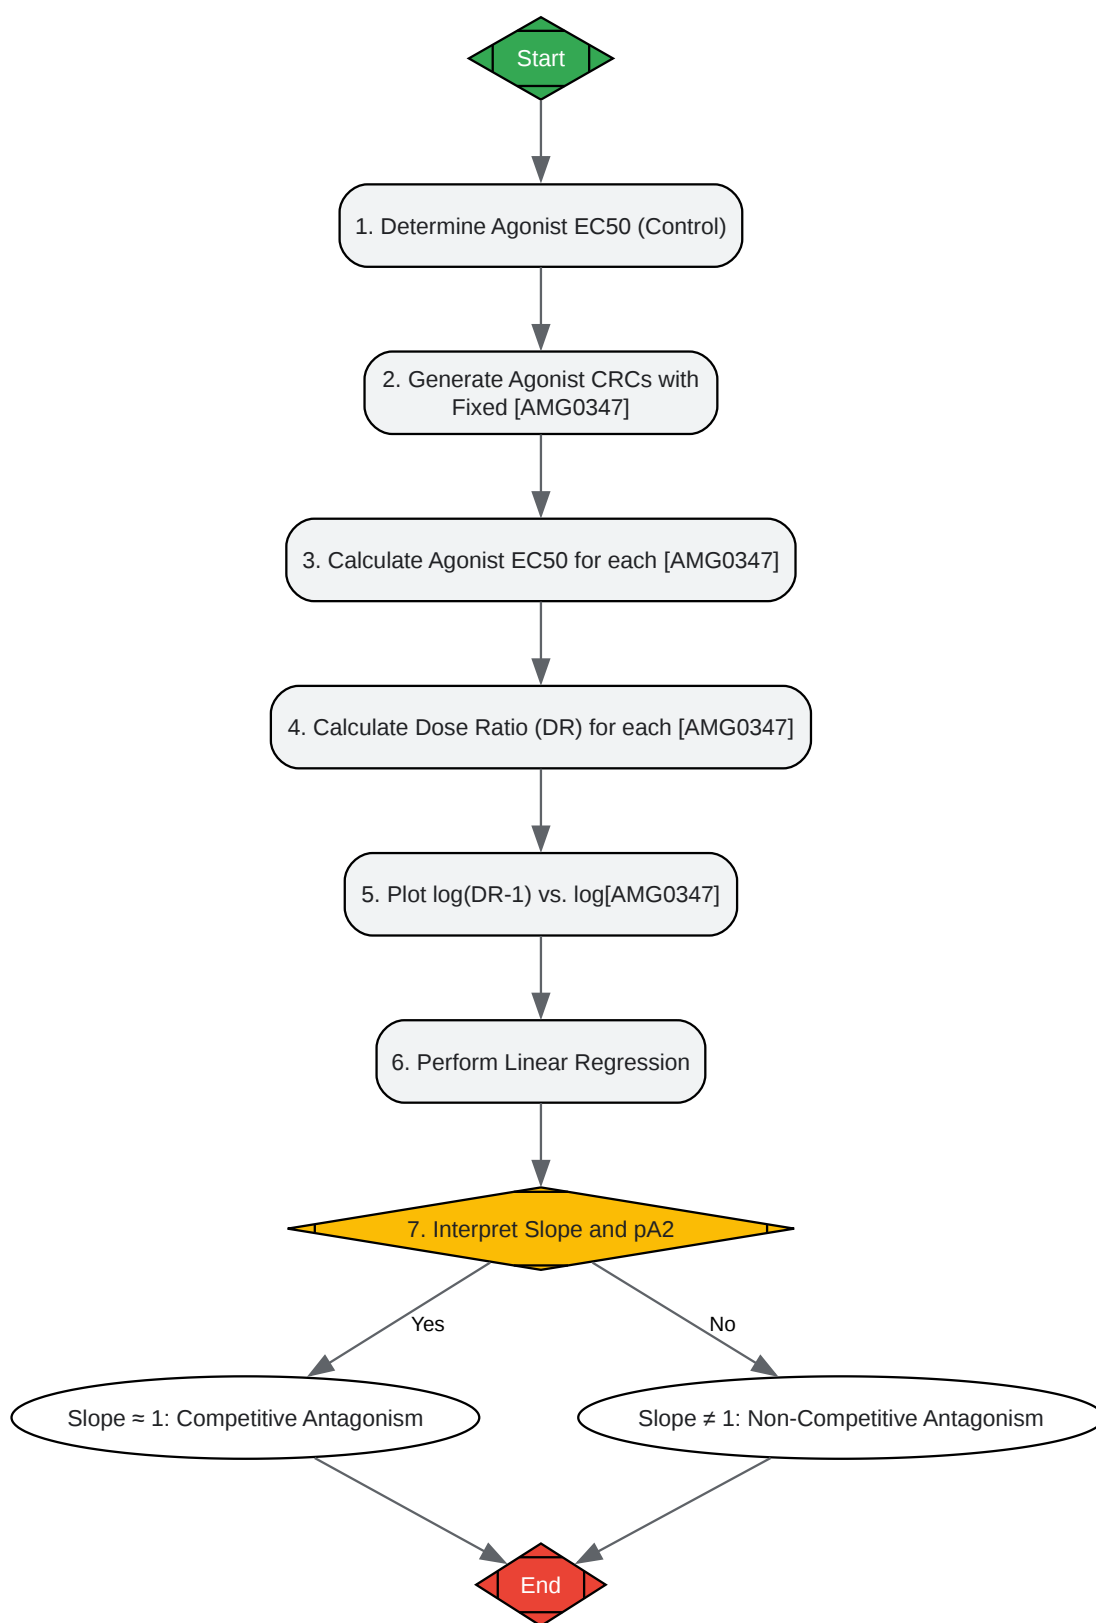 Start
1. Determine Agonist EC50 (Control)
2. Generate Agonist CRCs with
Fixed [AMG0347]
3. Calculate Agonist EC50 for each [AMG0347]
4. Calculate Dose Ratio (DR) for each [AMG0347]
5. Plot log(DR-1) vs. log[AMG0347]
6. Perform Linear Regression
7. Interpret Slope and pA2
Yes
No
Slope ≈ 1: Competitive Antagonism
Slope ≠ 1: Non-Competitive Antagonism
End